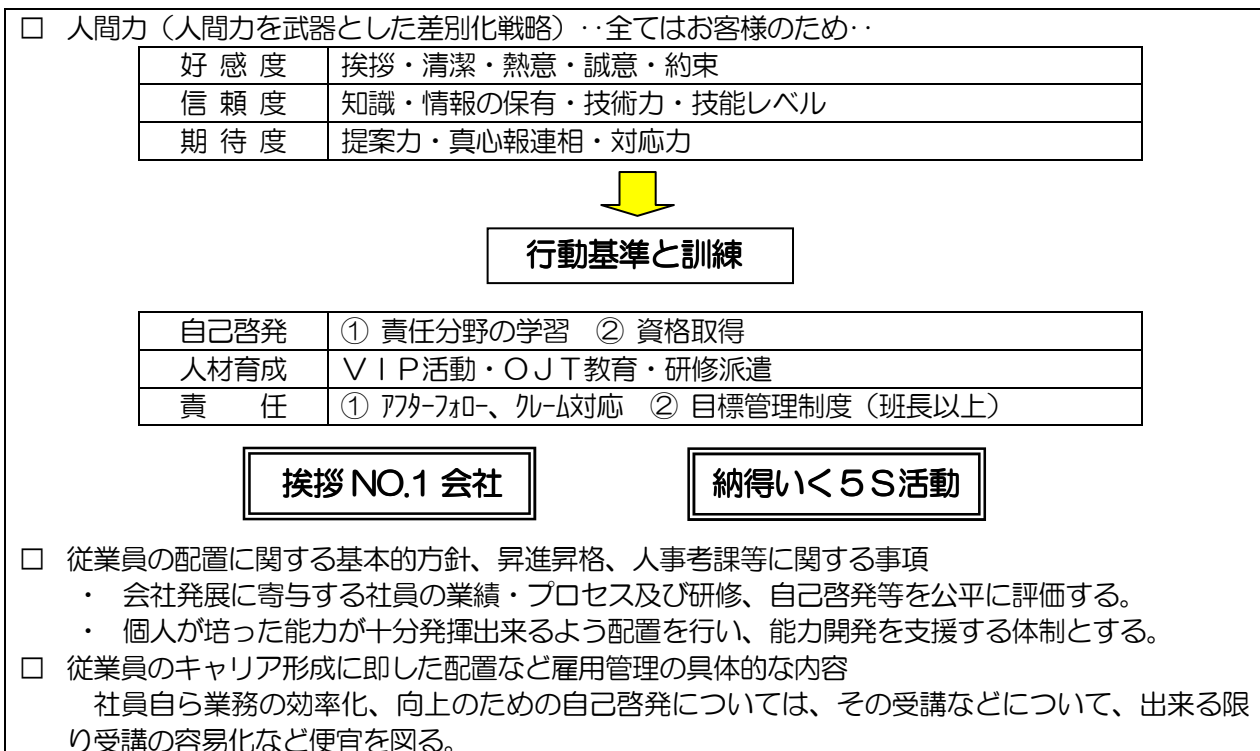 □ 人間力（人間力を武器とした差別化戦略）‥全てはお客様のため‥
好 感 度 挨拶・清潔・熱意・誠意・約束
信 頼 度 知識・情報の保有・技術力・技能レベル
期 待 度 提案力・真心報連相・対応力
行動基準と訓練
自己啓発 ① 責任分野の学習 ② 資格取得
人材育成 ＶＩＰ活動・ＯＪＴ教育・研修派遣
責　　任 ① ｱﾌﾀｰﾌｫﾛｰ、ｸﾚｰﾑ対応 ② 目標管理制度（班長以上）
挨拶 NO.1 会社 納得いく５Ｓ活動
□ 従業員の配置に関する基本的方針、昇進昇格、人事考課等に関する事項
・ 会社発展に寄与する社員の業績・プロセス及び研修、自己啓発等を公平に評価する。
・ 個人が培った能力が十分発揮出来るよう配置を行い、能力開発を支援する体制とする。
□ 従業員のキャリア形成に即した配置など雇用管理の具体的な内容
社員自ら業務の効率化、向上のための自己啓発については、その受講などについて、出来る限
り受講の容易化など便宜を図る。